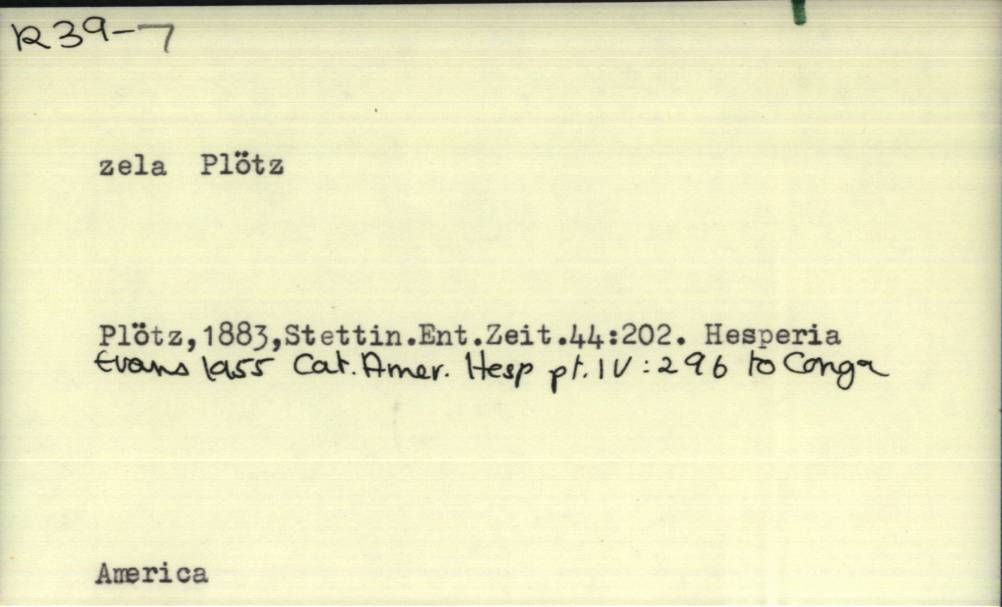 R39-7
zela Plötz
Plötz,1883,Stettin.Ent.Zeit.44:202. Hesperia
Evans 1955 Cat. Amer. Hesp pt. IV : 296 to Conga
America